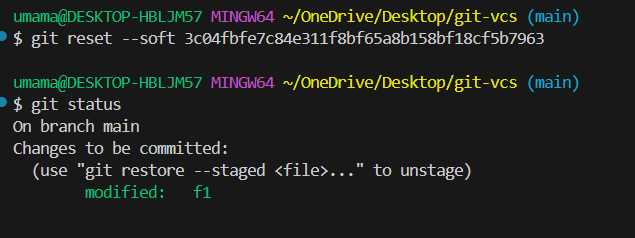 umama@DESKTOP-HBLJM57 MINGW64 ~/OneDrive/Desktop/git-vcs (main)
$ git reset --soft 3c04fbfe7c84e311f8bf65a8b158bf18cf5b7963
umama@DESKTOP-HBLJM57 MINGW64 ~/OneDrive/Desktop/git-vcs (main)
$ git status
On branch main
Changes to be committed:
  (use "git restore --staged <file>..." to unstage)
        modified:   f1